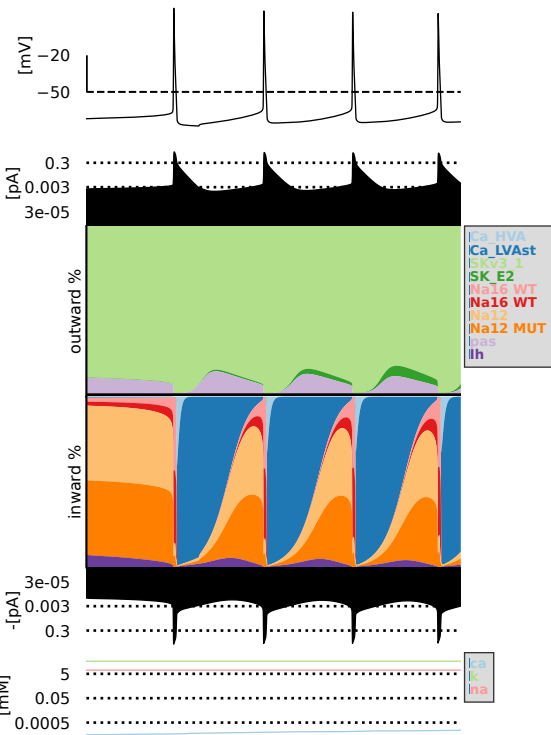 [mV]
−20
−50
[pA]
0.3
0.003
3e-05
outward %
Ca_HVA
Ca_LVAst
SKv3_1
SK_E2
Na16 WT
Na16 WT
Na12
Na12 MUT
pas
Ih
inward %
-[pA]
3e-05
0.003
0.3
[mM]
5
0.05
0.0005
ca
k
na